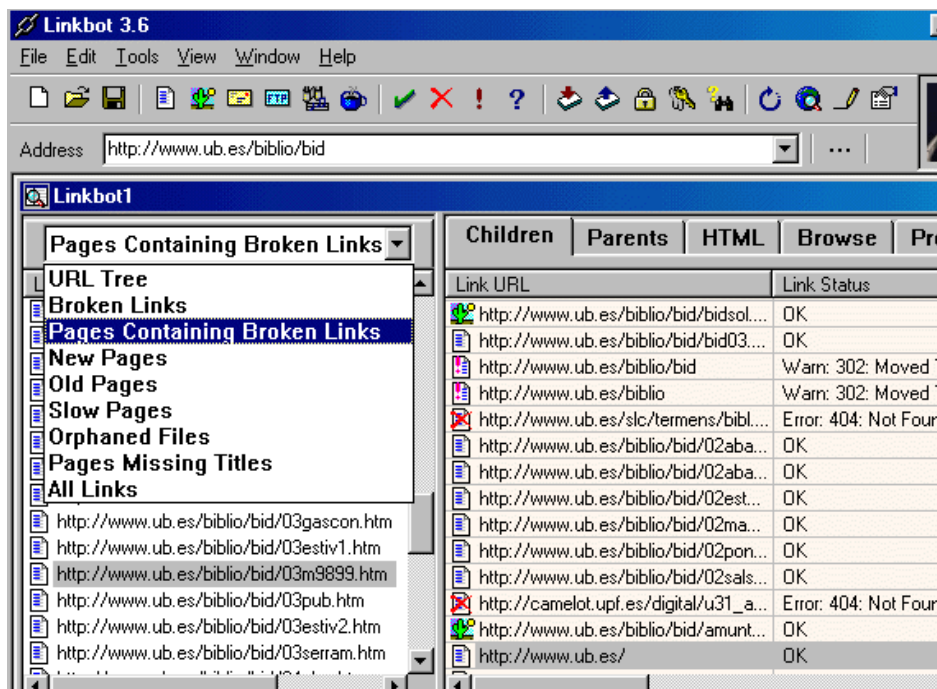 Linkbot 3.6
File Edit Tools View Window Help
FTP
Address http://www.ub.es/biblio/bid
Linkbot1
Pages Containing Broken Links
URL Tree
Broken Links
Pages Containing Broken Links
New Pages
Old Pages
Slow Pages
Orphaned Files
Pages Missing Titles
All Links
http://www.ub.es/biblio/bid/03gascon.htm
http://www.ub.es/biblio/bid/03estiv1.htm
http://www.ub.es/biblio/bid/03m9899.htm
http://www.ub.es/biblio/bid/03pub.htm
http://www.ub.es/biblio/bid/03estiv2.htm
http://www.ub.es/biblio/bid/03serram.htm
Children Parents HTML Browse Pr
Link URL Link Status
http://www.ub.es/biblio/bid/bidsol.... OK
http://www.ub.es/biblio/bid/bid03.... OK
http://www.ub.es/biblio/bid Warn: 302: Moved
http://www.ub.es/biblio Warn: 302: Moved
http://www.ub.es/slc/termens/bibl.... Error: 404: Not Four
http://www.ub.es/biblio/bid/02aba... OK
http://www.ub.es/biblio/bid/02aba... OK
http://www.ub.es/biblio/bid/02est... OK
http://www.ub.es/biblio/bid/02ma... OK
http://www.ub.es/biblio/bid/02pon... OK
http://www.ub.es/biblio/bid/02sals... OK
http://camelot.upf.es/digital/u31_a... Error: 404: Not Four
http://www.ub.es/biblio/bid/amunt... OK
http://www.ub.es/ OK